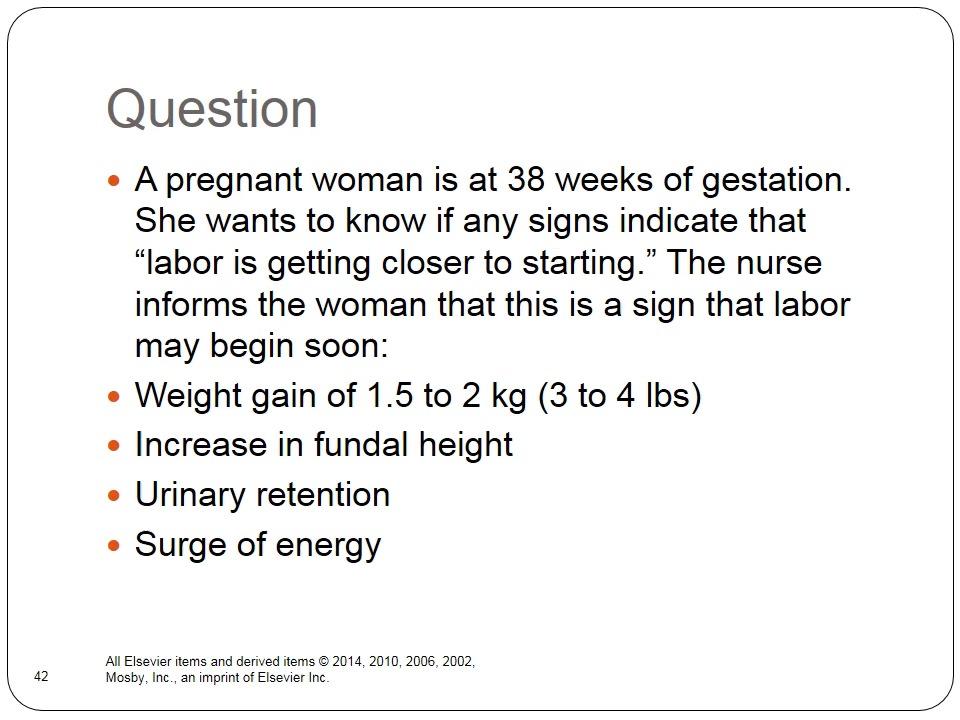 Question
• A pregnant woman is at 38 weeks of gestation.
She wants to know if any signs indicate that
“labor is getting closer to starting.” The nurse
informs the woman that this is a sign that labor
may begin soon:
• Weight gain of 1.5 to 2 kg (3 to 4 lbs)
• Increase in fundal height
• Urinary retention
• Surge of energy
All Elsevier items and derived items © 2014, 2010, 2006, 2002,
Mosby, Inc., an imprint of Elsevier Inc.
42